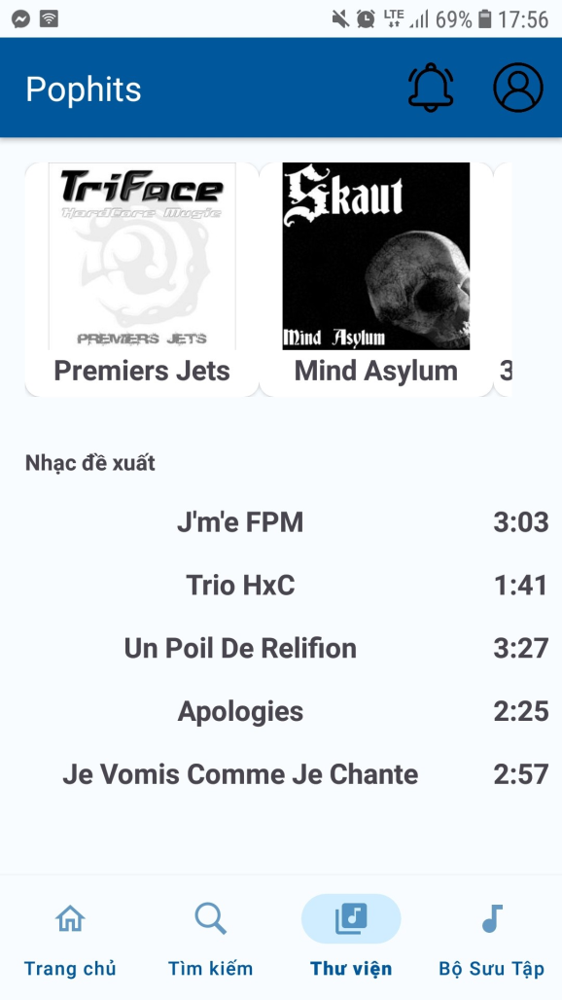 LTE 69% 17:56
Pophits
TriFace
HardCore Music
PREMIERS JETS
Skaut
Mind Asylum
Premiers Jets
Mind Asylum
3
Nhạc đề xuất
J'm'e FPM 3:03
Trio HxC 1:41
Un Poil De Relifion 3:27
Apologies 2:25
Je Vomis Comme Je Chante 2:57
Trang chủ
Tìm kiếm
Thư viện
Bộ Sưu Tập